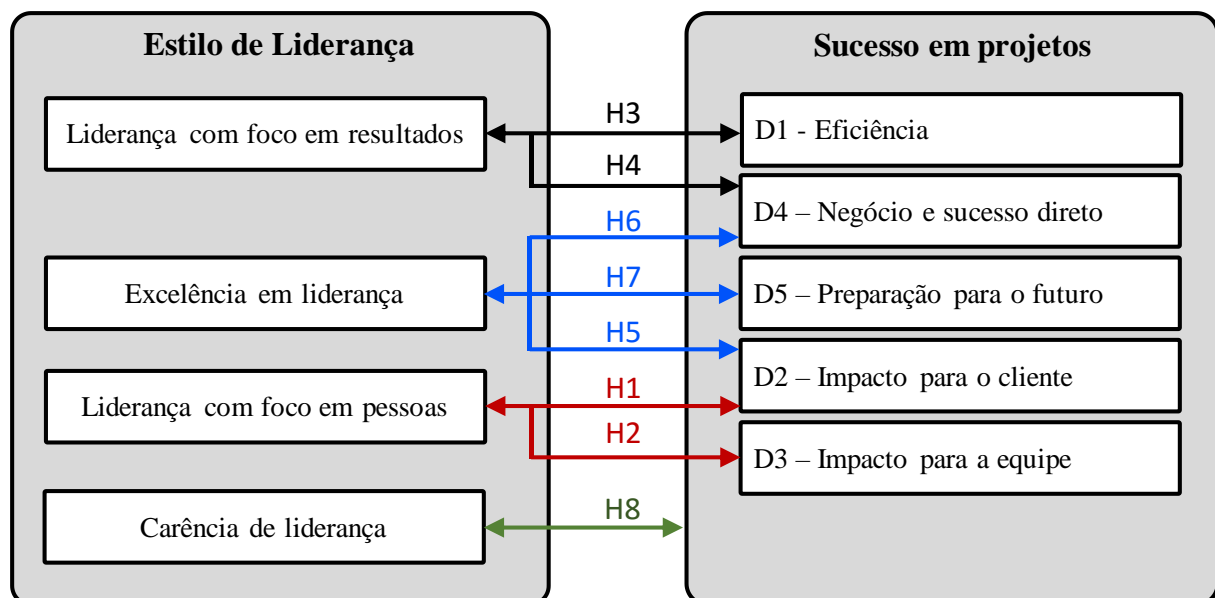 Estilo de Liderança
Liderança com foco em resultados
Excelência em liderança
Liderança com foco em pessoas
Carência de liderança
H3
H4
H6
H7
H5
H1
H2
H8
Sucesso em projetos
D1 - Eficiência
D4 – Negócio e sucesso direto
D5 – Preparação para o futuro
D2 – Impacto para o cliente
D3 – Impacto para a equipe